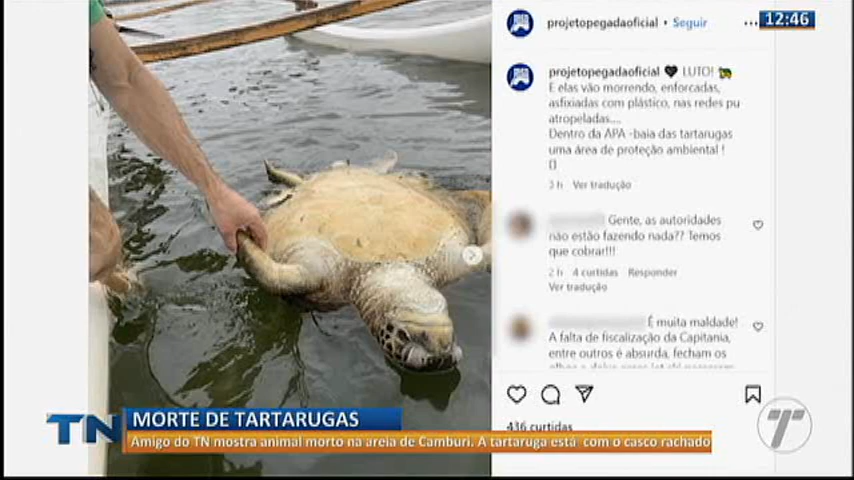 projetopegadaoficial • Seguir
...
12:46
projetopegadaoficial 🖤 LUTO! 🐢
E elas vão morrendo, enforcadas,
asfixiadas com plástico, nas redes pu
atropeladas....
Dentro da APA -baia das tartarugas
uma área de proteção ambiental !
3 h Ver tradução
Gente, as autoridades
não estão fazendo nada?? Temos
que cobrar!!!
2 h 4 curtidas Responder
Ver tradução
É muita maldade!
A falta de fiscalização da Capitania,
entre outros é absurda, fecham os
436 curtidas
TN
MORTE DE TARTARUGAS
Amigo do TN mostra animal morto na areia de Camburi. A tartaruga está com o casco rachado
T